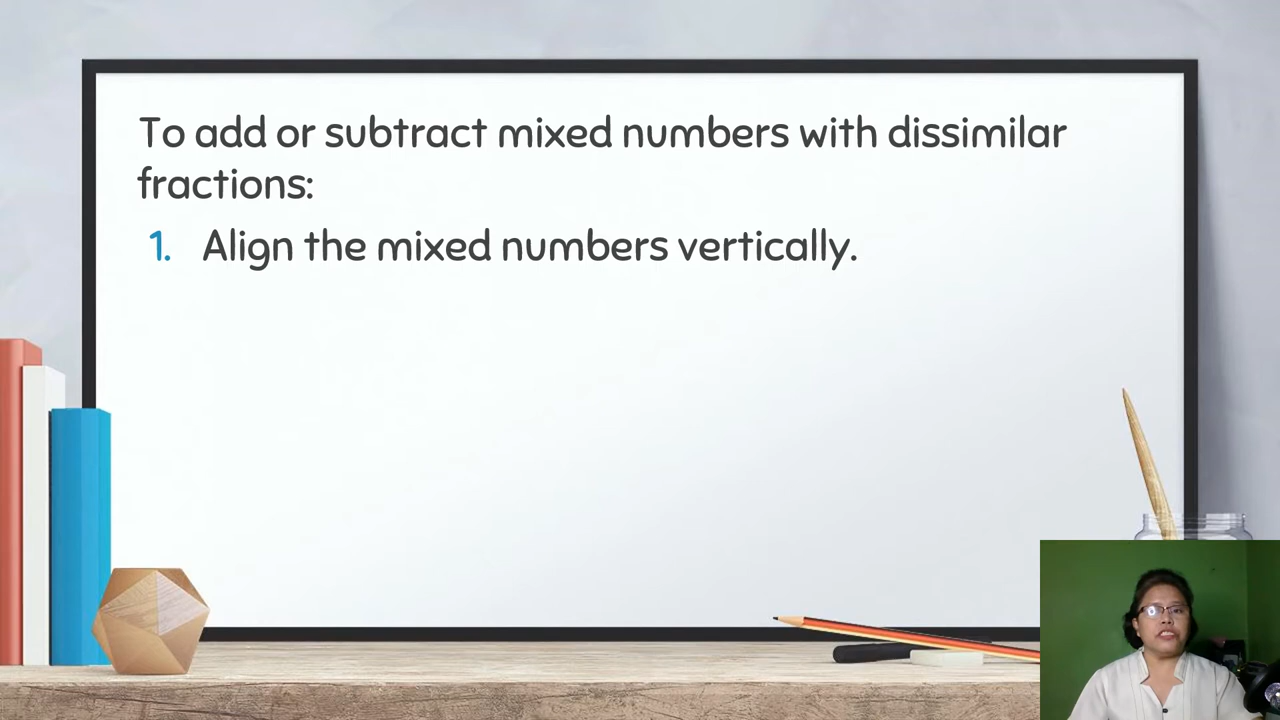 To add or subtract mixed numbers with dissimilar
fractions:
1. Align the mixed numbers vertically.